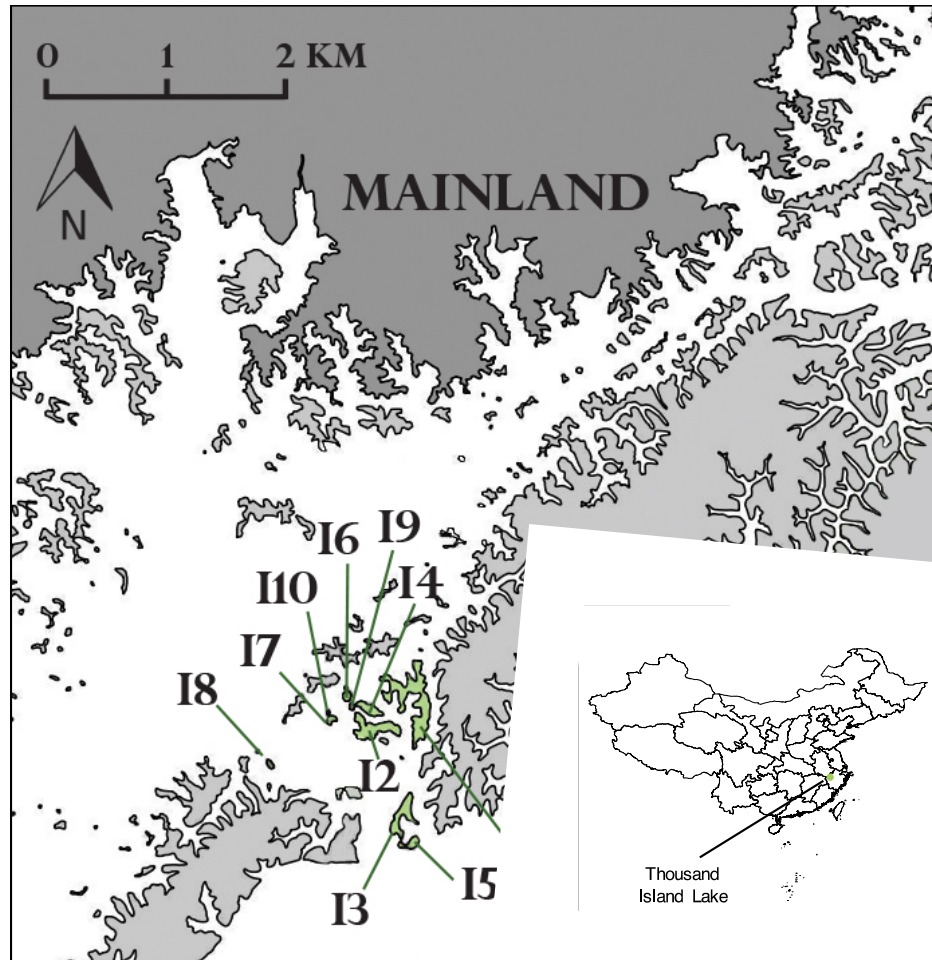 0 1 2 KM
N
MAINLAND
I6
I9
I10
I4
I7
I8
I2
I5
I3
Thousand
Island Lake